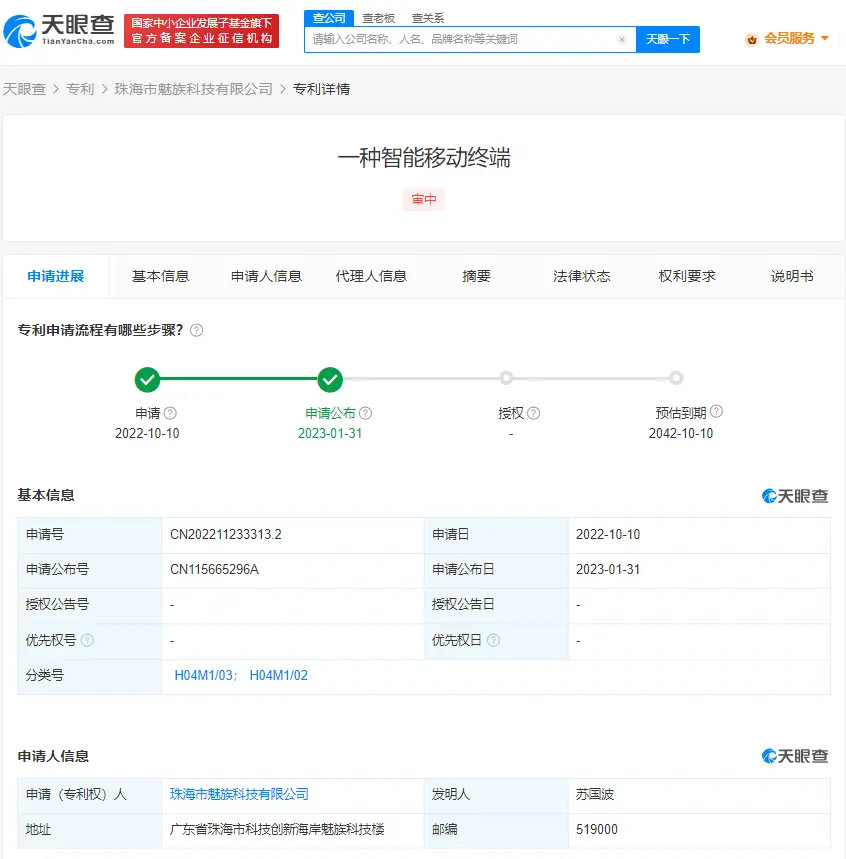 天眼查
TianYanCha.com
国家中小企业发展子基金旗下
官方备案企业征信机构
查公司 查老板 查关系
请输入公司名称、人名、品牌名称等关键词 × 天眼一下
会员服务
天眼查 > 专利 > 珠海市魅族科技有限公司 > 专利详情
一种智能移动终端
审中
申请进展 基本信息 申请人信息 代理人信息 摘要 法律状态 权利要求 说明书
专利申请流程有哪些步骤? ?
申请 ? 申请公布 ? 授权 ? 预估到期 ?
2022-10-10 2023-01-31 - 2042-10-10
基本信息 天眼查
申请号 CN202211233313.2 申请日 2022-10-10
申请公布号 CN115665296A 申请公布日 2023-01-31
授权公告号 - 授权公告日 -
优先权号 ? - 优先权日 ? -
分类号 H04M1/03; H04M1/02
申请人信息 天眼查
申请（专利权）人 珠海市魅族科技有限公司 发明人 苏国波
地址 广东省珠海市科技创新海岸魅族科技楼 邮编 519000